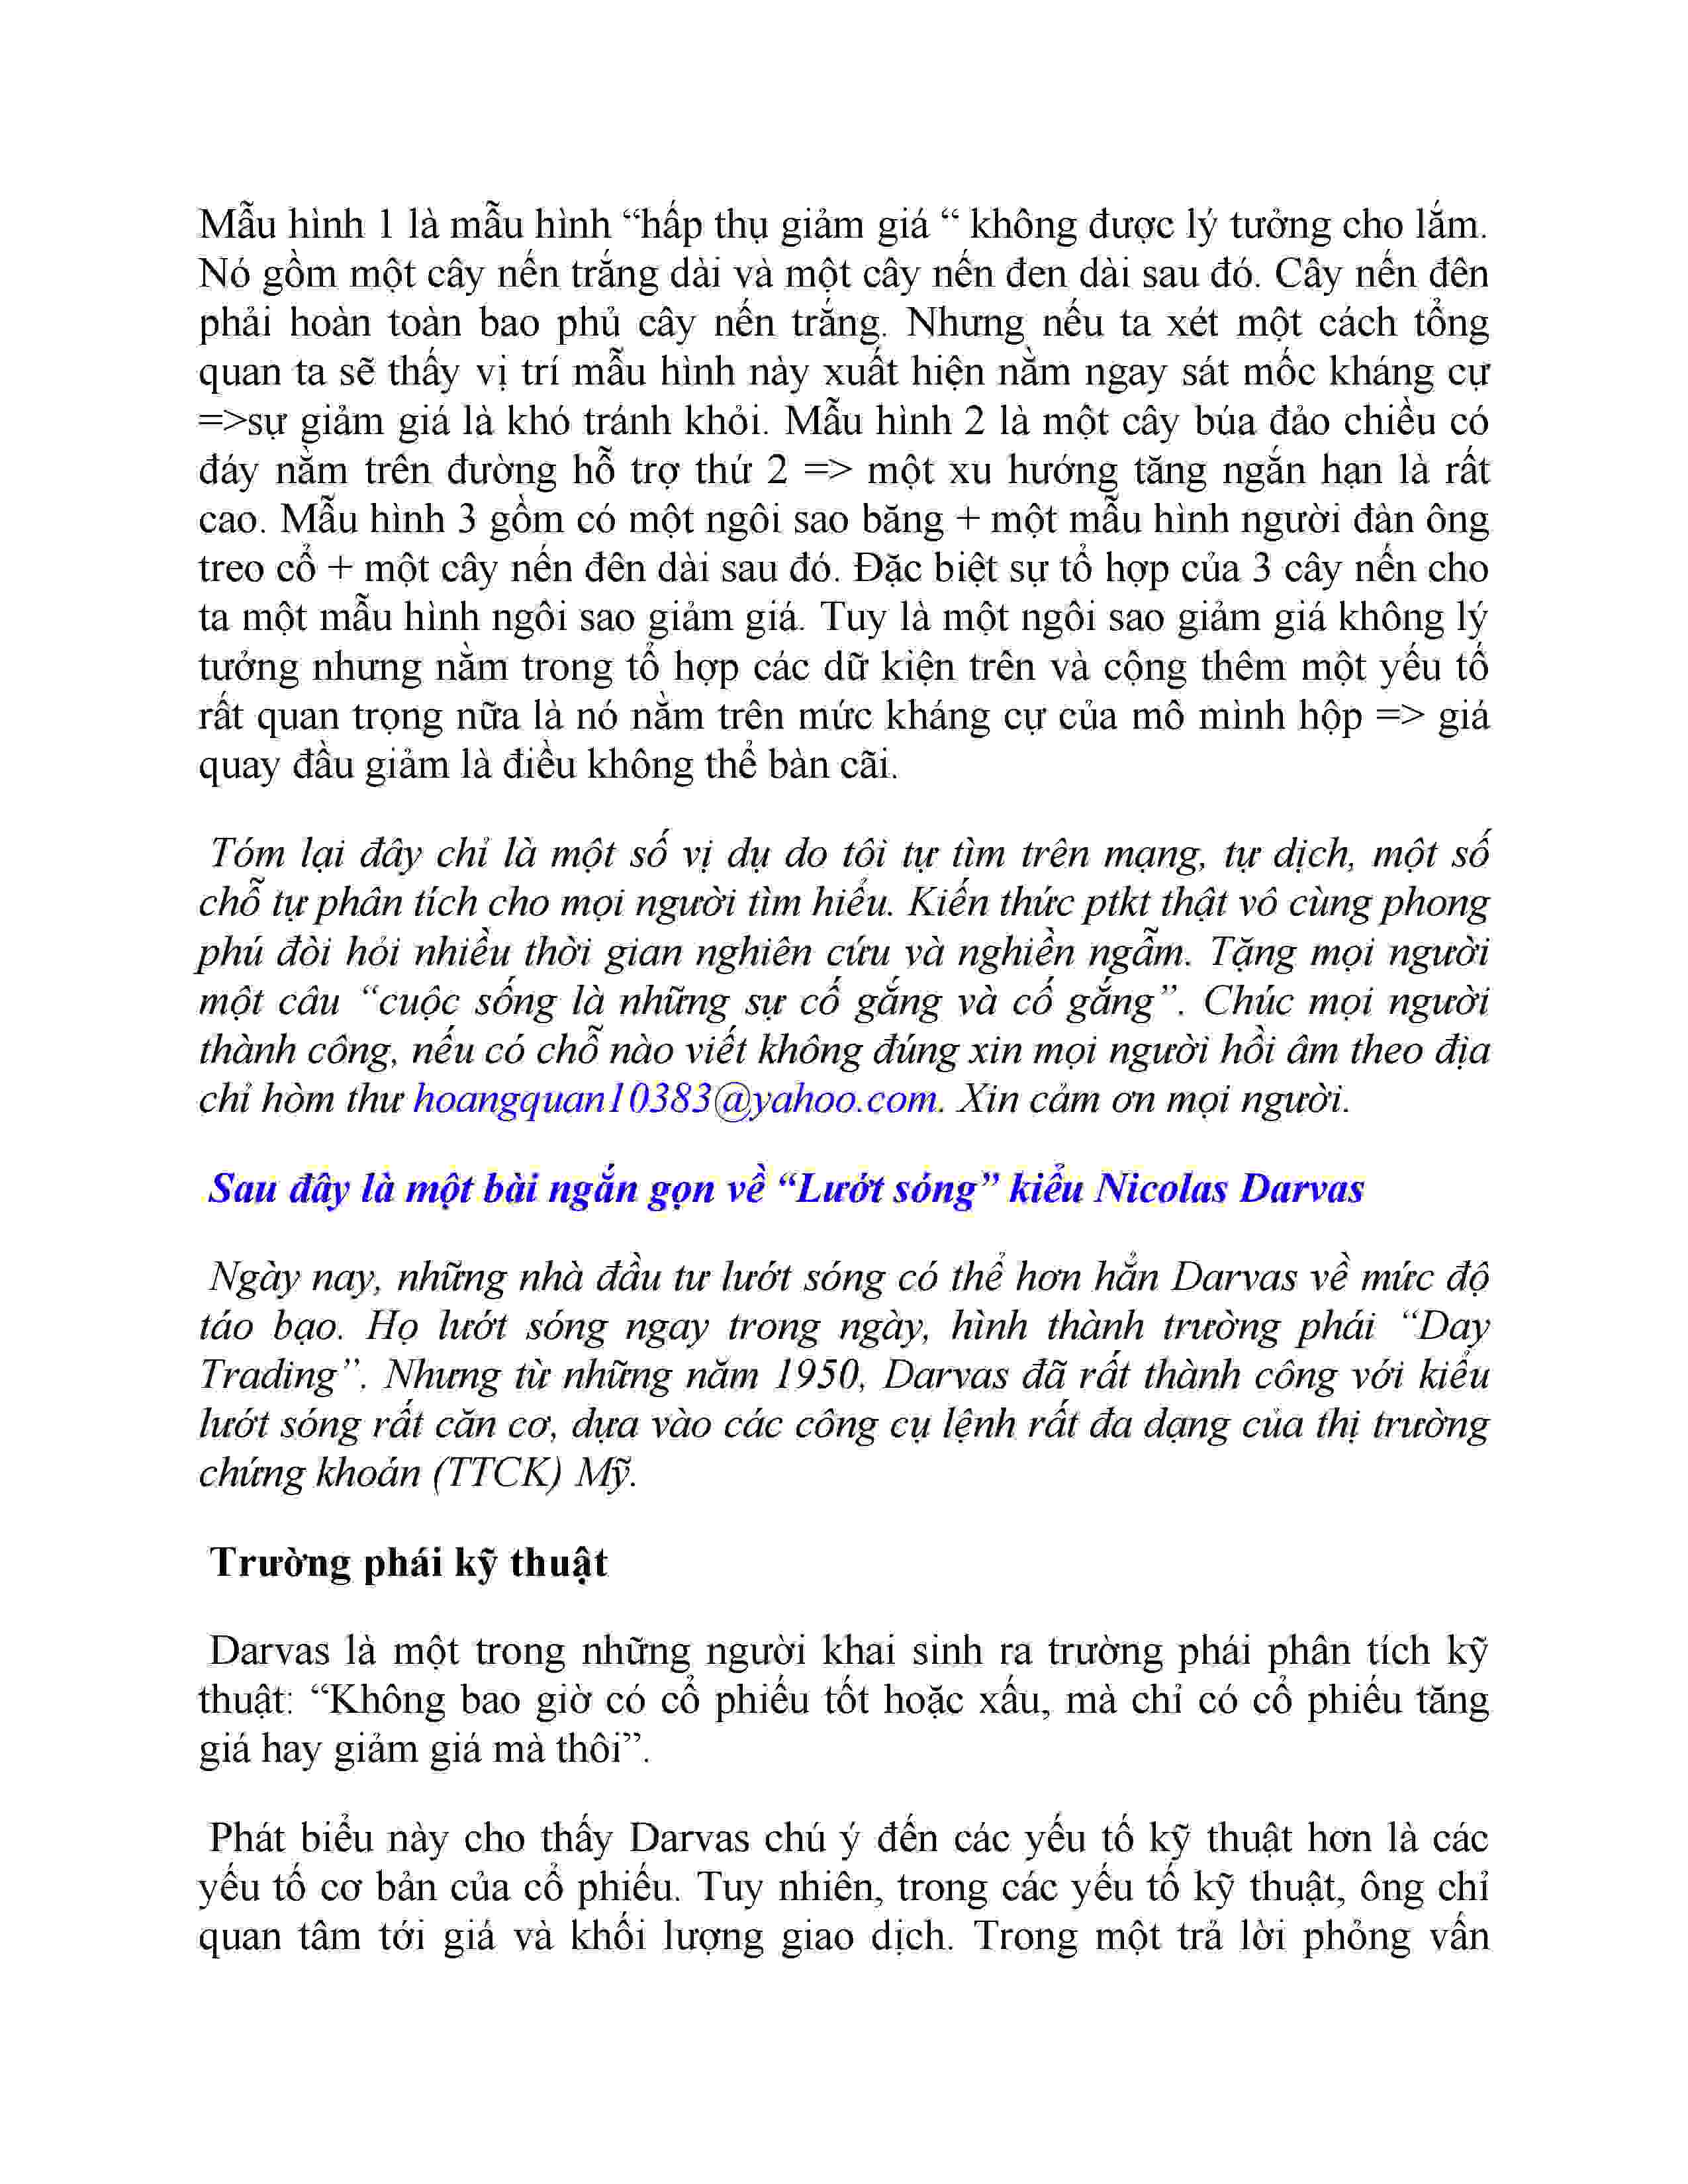 Mẫu hình 1 là mẫu hình “hấp thụ giảm giá “ không được lý tưởng cho lắm.
Nó gồm một cây nến trắng dài và một cây nến đen dài sau đó. Cây nến đên
phải hoàn toàn bao phủ cây nến trắng. Nhưng nếu ta xét một cách tổng
quan ta sẽ thấy vị trí mẫu hình này xuất hiện nằm ngay sát mốc kháng cự
=>sự giảm giá là khó tránh khỏi. Mẫu hình 2 là một cây búa đảo chiều có
đáy nằm trên đường hỗ trợ thứ 2 => một xu hướng tăng ngắn hạn là rất
cao. Mẫu hình 3 gồm có một ngôi sao băng + một mẫu hình người đàn ông
treo cổ + một cây nến đên dài sau đó. Đặc biệt sự tổ hợp của 3 cây nến cho
ta một mẫu hình ngôi sao giảm giá. Tuy là một ngôi sao giảm giá không lý
tưởng nhưng nằm trong tổ hợp các dữ kiện trên và cộng thêm một yếu tố
rất quan trọng nữa là nó nằm trên mức kháng cự của mô mình hộp => giá
quay đầu giảm là điều không thể bàn cãi.
Tóm lại đây chỉ là một số vị dụ do tôi tự tìm trên mạng, tự dịch, một số
chỗ tự phân tích cho mọi người tìm hiểu. Kiến thức ptkt thật vô cùng phong
phú đòi hỏi nhiều thời gian nghiên cứu và nghiền ngẫm. Tặng mọi người
một câu “cuộc sống là những sự cố gắng và cố gắng”. Chúc mọi người
thành công, nếu có chỗ nào viết không đúng xin mọi người hồi âm theo địa
chỉ hòm thư hoangquan10383@yahoo.com. Xin cảm ơn mọi người.
Sau đây là một bài ngắn gọn về “Lướt sóng” kiểu Nicolas Darvas
Ngày nay, những nhà đầu tư lướt sóng có thể hơn hẳn Darvas về mức độ
táo bạo. Họ lướt sóng ngay trong ngày, hình thành trường phái “Day
Trading”. Nhưng từ những năm 1950, Darvas đã rất thành công với kiểu
lướt sóng rất căn cơ, dựa vào các công cụ lệnh rất đa dạng của thị trường
chứng khoán (TTCK) Mỹ.
Trường phái kỹ thuật
Darvas là một trong những người khai sinh ra trường phái phân tích kỹ
thuật: “Không bao giờ có cổ phiếu tốt hoặc xấu, mà chỉ có cổ phiếu tăng
giá hay giảm giá mà thôi”.
Phát biểu này cho thấy Darvas chú ý đến các yếu tố kỹ thuật hơn là các
yếu tố cơ bản của cổ phiếu. Tuy nhiên, trong các yếu tố kỹ thuật, ông chỉ
quan tâm tới giá và khối lượng giao dịch. Trong một trả lời phỏng vấn